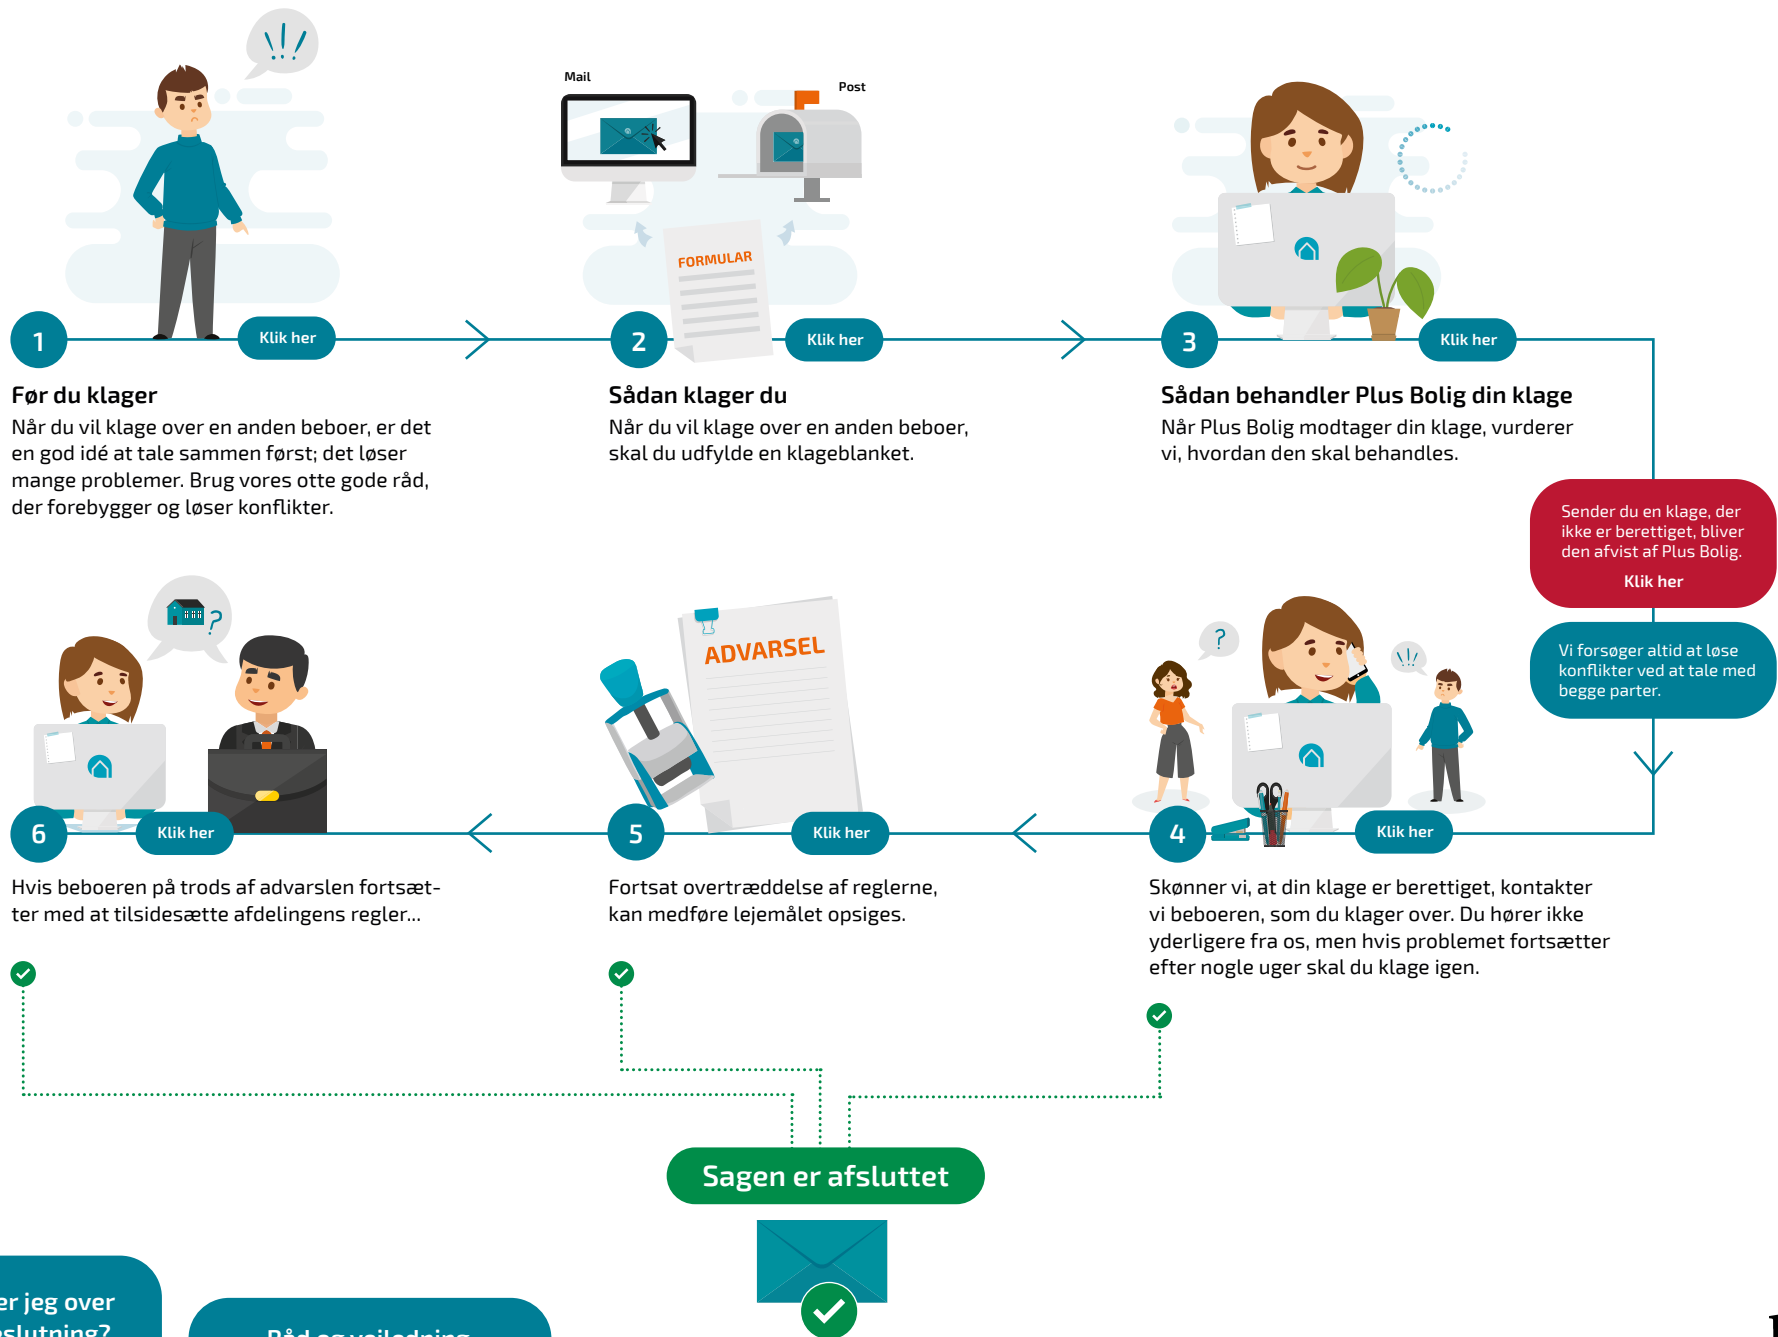 Mail
Post
FORMULAR
1
Klik her
2
Klik her
3
Klik her
Før du klager
Når du vil klage over en anden beboer, er det
en god idé at tale sammen først; det løser
mange problemer. Brug vores otte gode råd,
der forebygger og løser konflikter.
Sådan klager du
Når du vil klage over en anden beboer,
skal du udfylde en klageblanket.
Sådan behandler Plus Bolig din klage
Når Plus Bolig modtager din klage, vurderer
vi, hvordan den skal behandles.
Sender du en klage, der
ikke er berettiget, bliver
den afvist af Plus Bolig.
Klik her
Vi forsøger altid at løse
konflikter ved at tale med
begge parter.
?
ADVARSEL
?
6
Klik her
5
Klik her
4
Klik her
Hvis beboeren på trods af advarslen fortsæt-
ter med at tilsidesætte afdelingens regler...
Fortsat overtræddelse af reglerne,
kan medføre lejemålet opsiges.
Skønner vi, at din klage er berettiget, kontakter
vi beboeren, som du klager over. Du hører ikke
yderligere fra os, men hvis problemet fortsætter
efter nogle uger skal du klage igen.
Sagen er afsluttet
er jeg over
Råd og vejledning